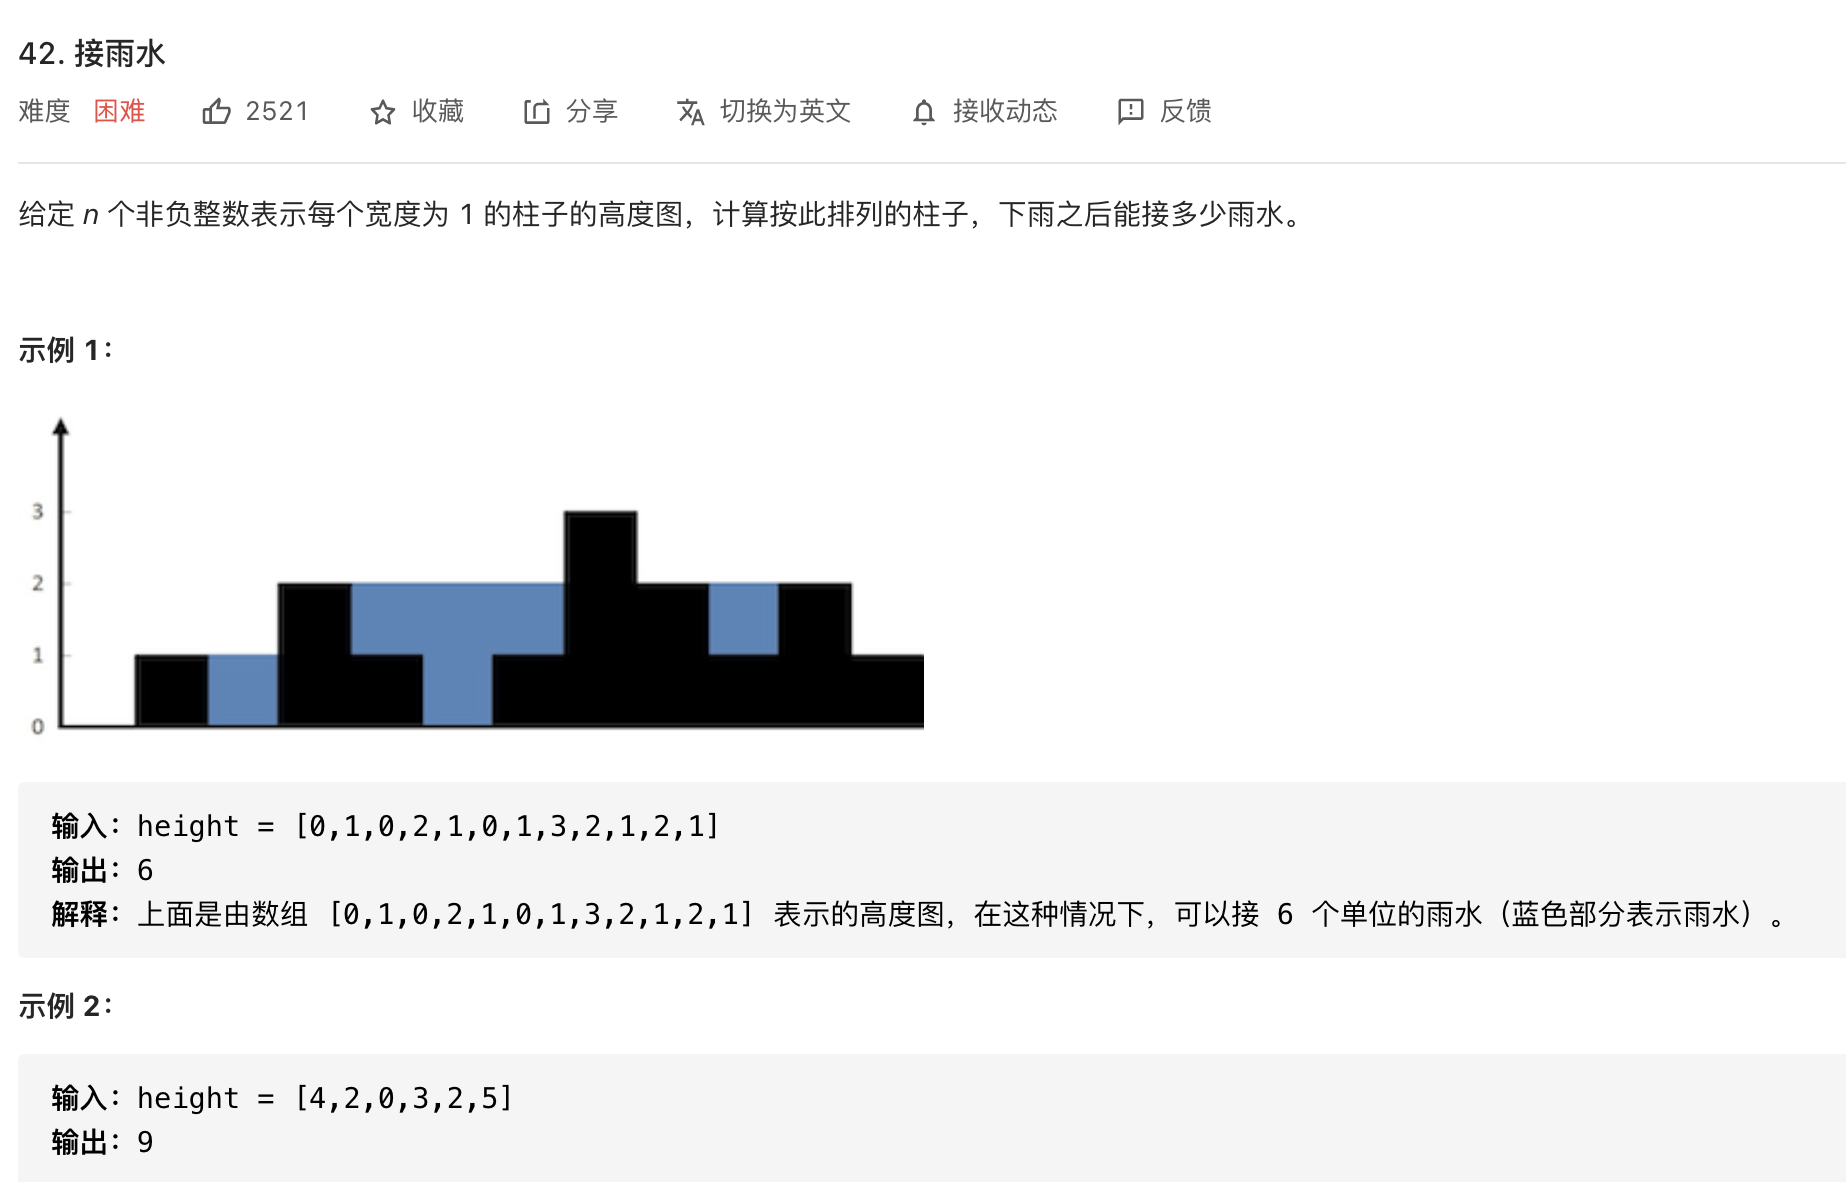 42. 接雨水
难度 困难 2521 收藏 分享 切换为英文 接收动态 反馈
给定 n 个非负整数表示每个宽度为 1 的柱子的高度图，计算按此排列的柱子，下雨之后能接多少雨水。
示例 1：
3
2
1
0
输入：height = [0,1,0,2,1,0,1,3,2,1,2,1]
输出：6
解释：上面是由数组 [0,1,0,2,1,0,1,3,2,1,2,1] 表示的高度图，在这种情况下，可以接 6 个单位的雨水（蓝色部分表示雨水）。
示例 2：
输入：height = [4,2,0,3,2,5]
输出：9